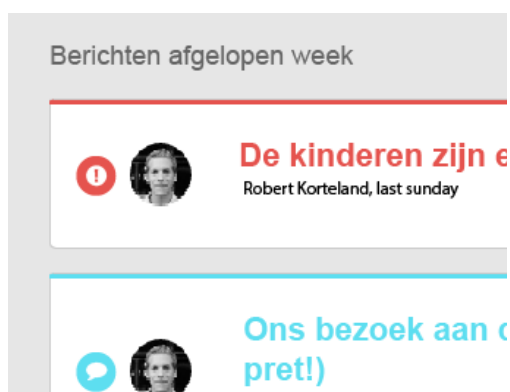 Berichten afgelopen week
De kinderen zijn
Robert Korteland, last sunday
Ons bezoek aan
pret!)